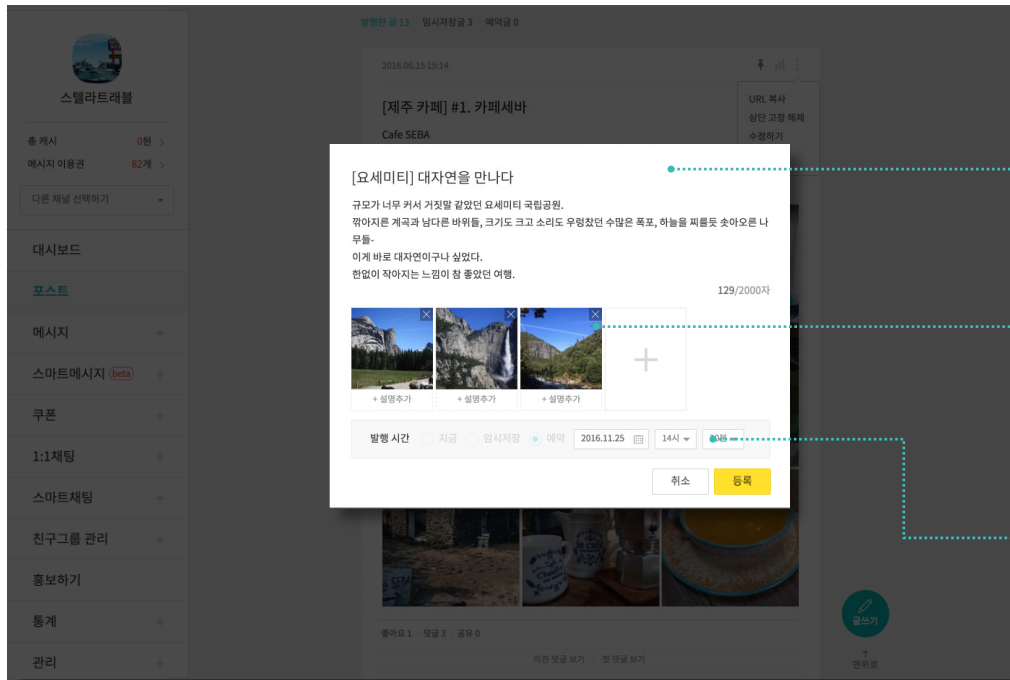 발행한 글 13 임시저장글 3 예약글 0
스텔라트래블
총 캐시 0원 >
메시지 이용권 82개 >
다른 채널 선택하기
대시보드
포스트
메시지 +
스마트메시지 beta +
쿠폰 +
1:1채팅 +
스마트채팅 +
친구그룹 관리 +
홍보하기
통계 +
관리 +
2016.06.15 15:14
[제주 카페] #1. 카페세바
Cafe SEBA
URL 복사
상단 고정 해제
수정하기
[요세미티] 대자연을 만나다
규모가 너무 커서 거짓말 같았던 요세미티 국립공원.
깎아지른 계곡과 남다른 바위들, 크기도 크고 소리도 우렁찼던 수많은 폭포, 하늘을 찌를듯 솟아오른 나
무들-
이게 바로 대자연이구나 싶었다.
한없이 작아지는 느낌이 참 좋았던 여행.
129/2000자
+ 설명추가 + 설명추가 + 설명추가
발행 시간 지금 임시저장 예약 2016.11.25 14시
취소 등록
좋아요 1 · 댓글 3 · 공유 0
이전 댓글 보기 | 첫 댓글 보기
글쓰기
맨위로